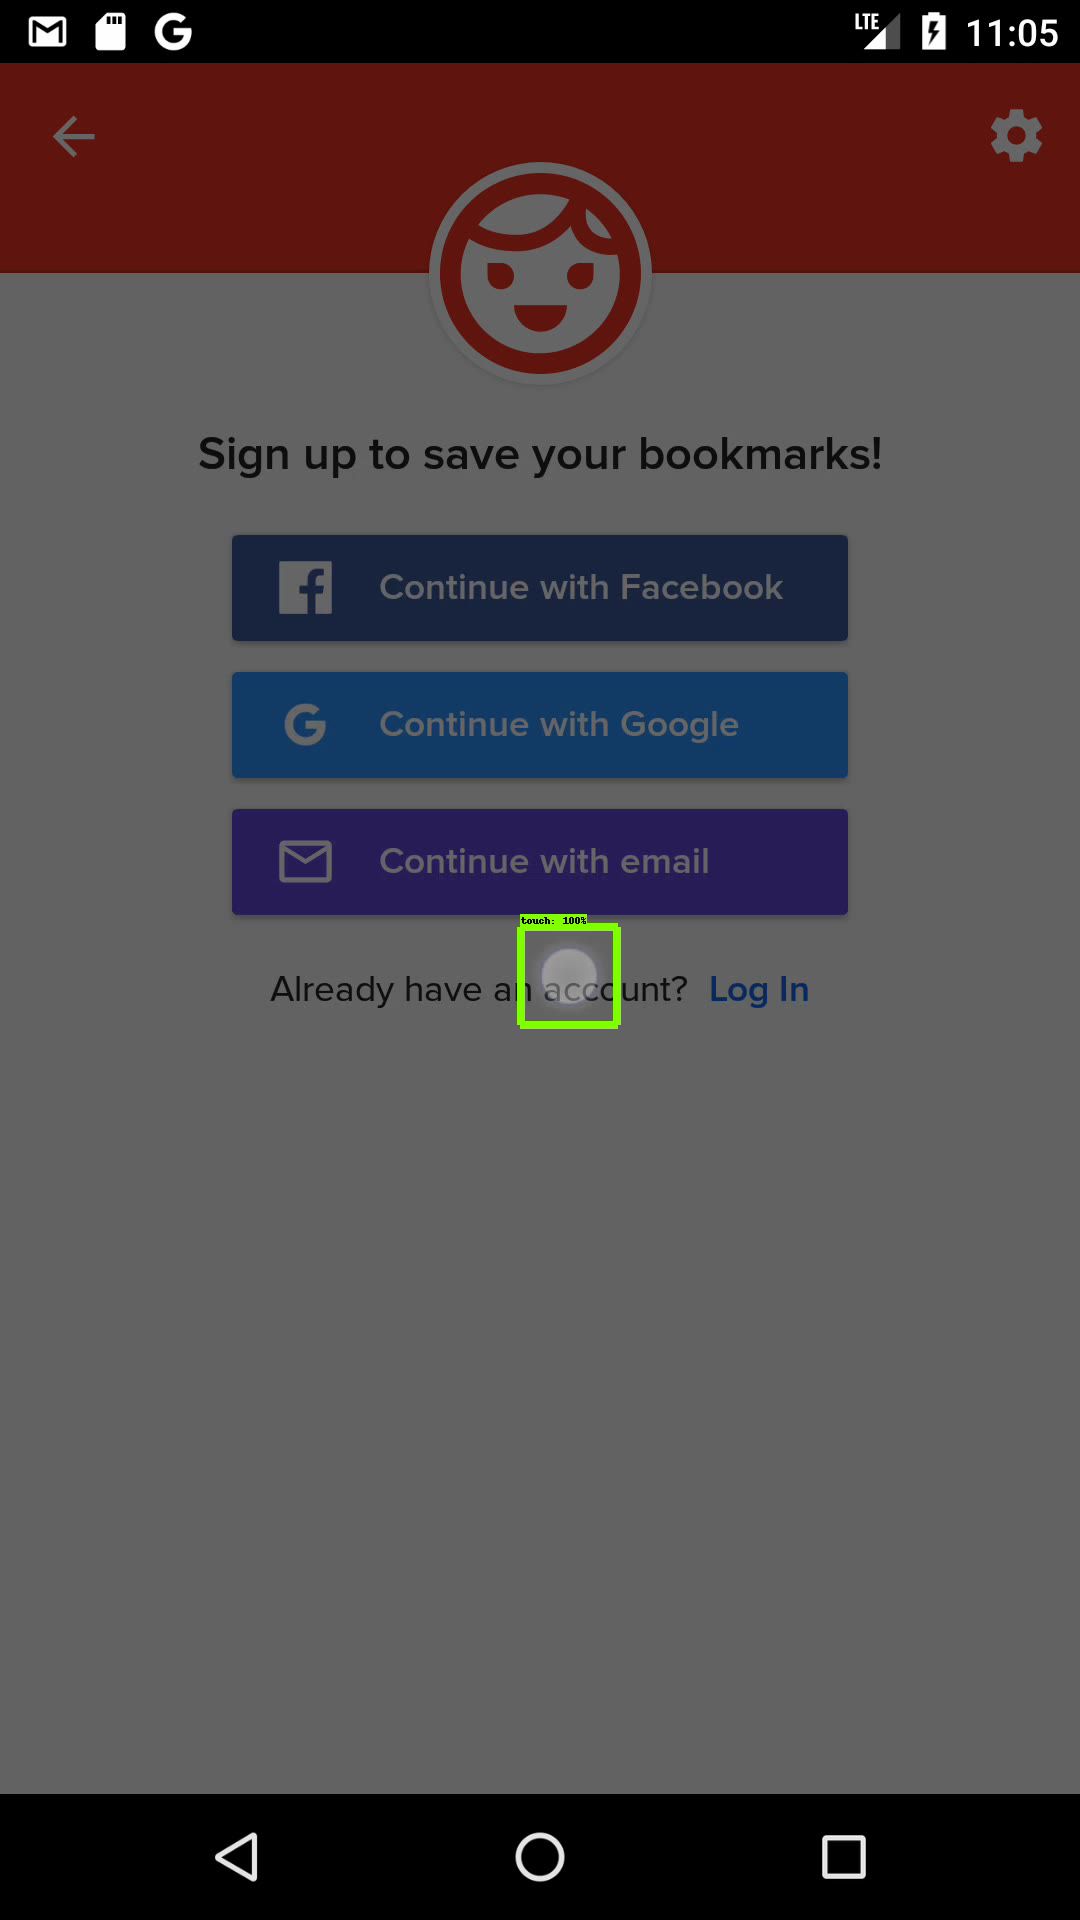 LTE 11:05
Sign up to save your bookmarks!
Continue with Facebook
Continue with Google
Continue with email
touch: 100%
Already have an account? Log In